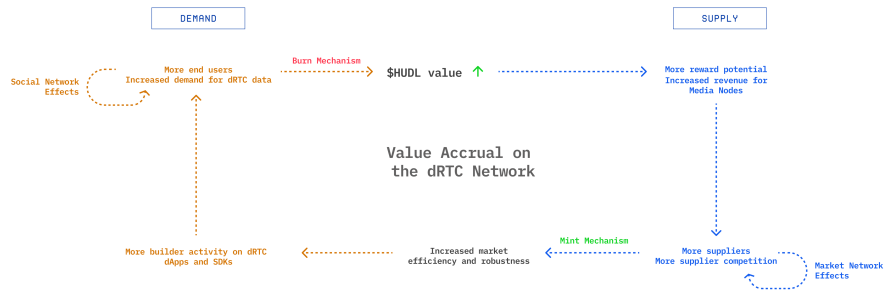 DEMAND
SUPPLY
Burn Mechanism
More end users
Increased demand for dRTC data
$HUDL value
More reward potential
Increased revenue for
Media Nodes
Social Network
Effects
Value Accrual on
the dRTC Network
Mint Mechanism
More builder activity on dRTC
dApps and SDKs
Increased market
efficiency and robustness
More suppliers
More supplier competition
Market Network
Effects